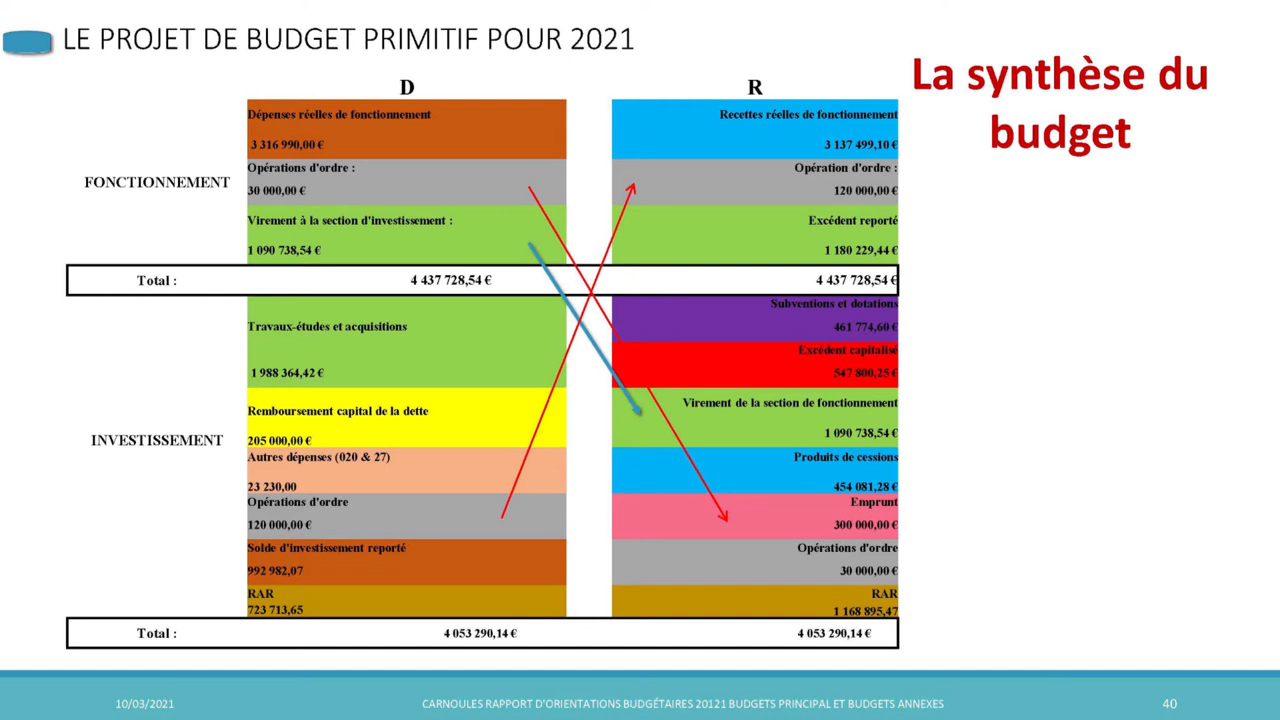 LE PROJET DE BUDGET PRIMITIF POUR 2021
La synthèse du
budget
D
R
FONCTIONNEMENT
Dépenses réelles de fonctionnement
3 316 990,00 €
Recettes réelles de fonctionnement
3 137 499,10 €
Opérations d'ordre :
30 000,00 €
Opération d'ordre :
120 000,00 €
Virement à la section d'investissement :
1 090 738,54 €
Excédent reporté
1 180 229,44 €
Total : 4 437 728,54 € 4 437 728,54 €
INVESTISSEMENT
Travaux-études et acquisitions
1 988 364,42 €
Remboursement capital de la dette
205 000,00 €
Autres dépenses (020 & 27)
23 230,00
Opérations d'ordre
120 000,00 €
Solde d'investissement reporté
992 982,07
RAR
723 713,65
Subventions et dotations
461 774,60 €
Excédent capitalisé
547 800,25 €
Virement de la section de fonctionnement
1 090 738,54 €
Produits de cessions
454 081,28 €
Emprunt
300 000,00 €
Opérations d'ordre
30 000,00 €
RAR
1 168 895,47
Total : 4 053 290,14 € 4 053 290,14 €
10/03/2021
CARNOULES RAPPORT D'ORIENTATIONS BUDGÉTAIRES 20121 BUDGETS PRINCIPAL ET BUDGETS ANNEXES
40